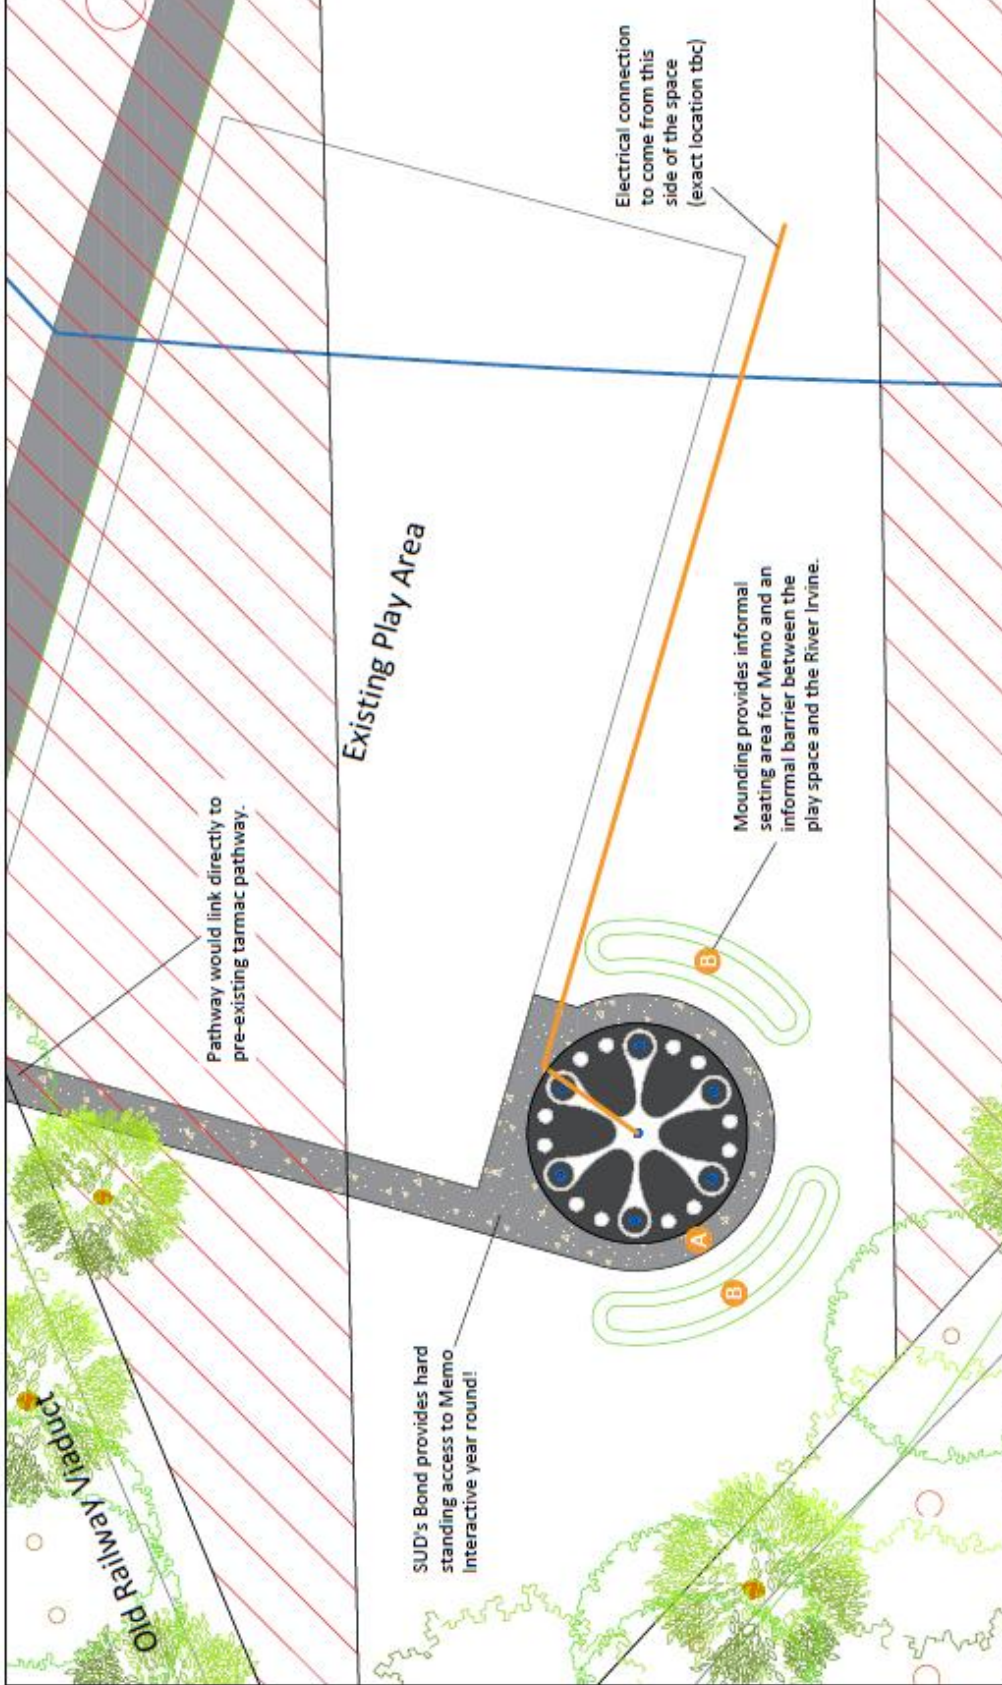 Pathway would link directly to
pre-existing tarmac pathway.
Electrical connection
to come from this
side of the space
(exact location tbc)
Existing Play Area
Old Railway Viaduct
SUD's Bond provides hard
standing access to Memo
Interactive year round!
A
B
B
Mounding provides informal
seating area for Memo and an
informal barrier between the
play space and the River Irvine.